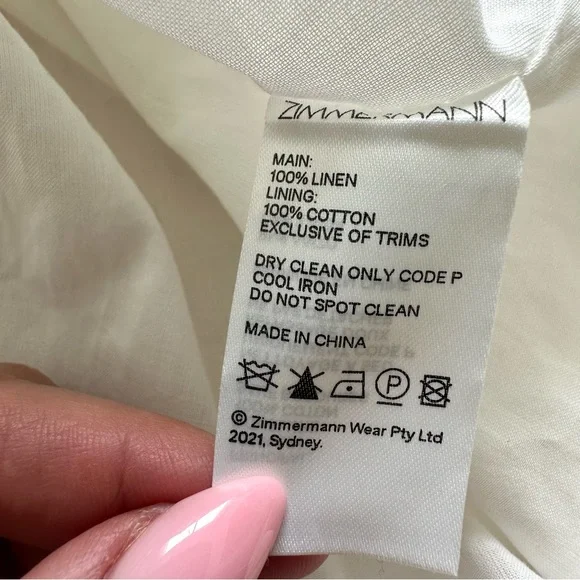 ZIMMERMANN
MAIN:
100% LINEN
LINING:
100% COTTON
EXCLUSIVE OF TRIMS
DRY CLEAN ONLY CODE P
COOL IRON
DO NOT SPOT CLEAN
MADE IN CHINA
P
© Zimmermann Wear Pty Ltd
2021, Sydney.